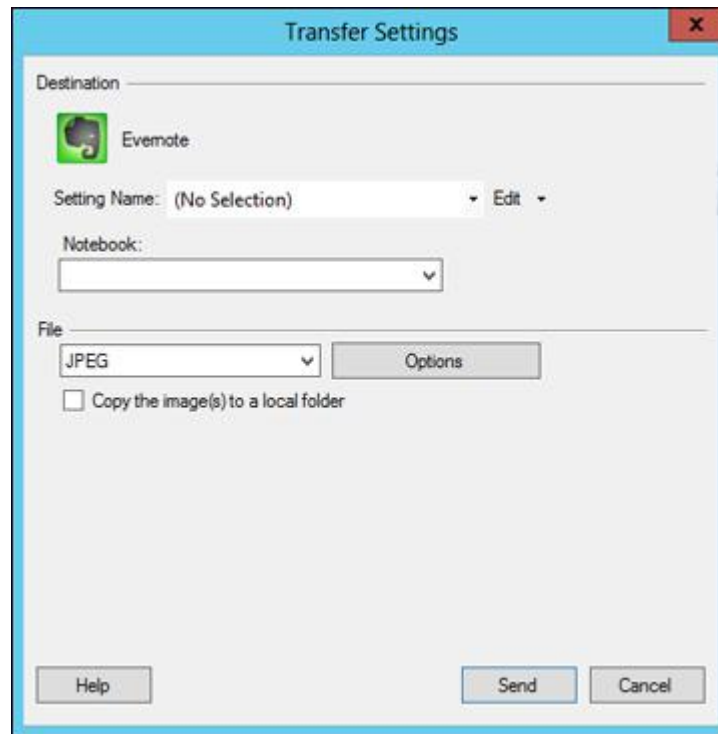 Transfer Settings
x
Destination
Evernote
Setting Name: (No Selection) Edit
Notebook:
File
JPEG Options
Copy the image(s) to a local folder
Help Send Cancel